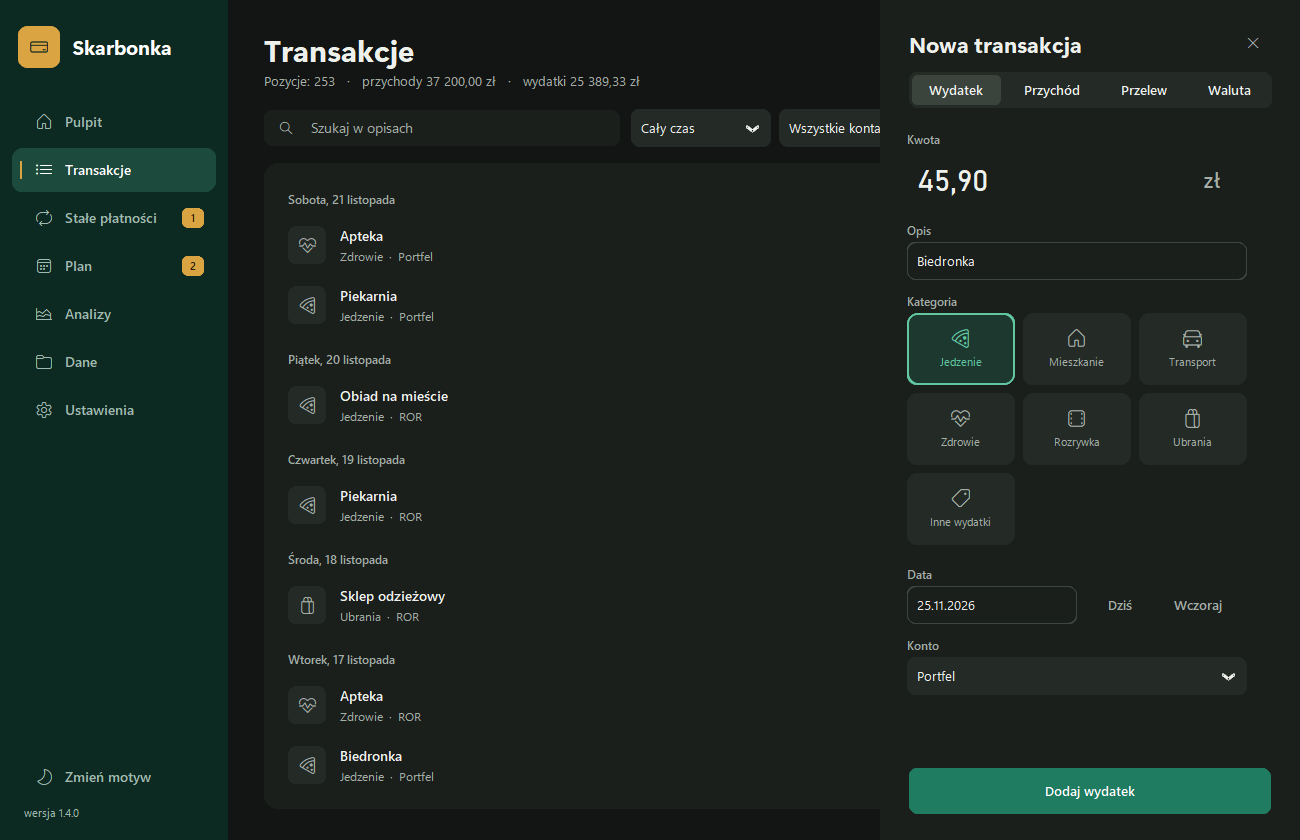 Skarbonka
Pulpit
Transakcje
Stałe płatności 1
Plan 2
Analizy
Dane
Ustawienia
Zmień motyw
wersja 1.4.0
Transakcje
Pozycje: 253 · przychody 37 200,00 zł · wydatki 25 389,33 zł
Szukaj w opisach
Cały czas
Wszystkie konta
Sobota, 21 listopada
Apteka
Zdrowie · Portfel
Piekarnia
Jedzenie · Portfel
Piątek, 20 listopada
Obiad na mieście
Jedzenie · ROR
Czwartek, 19 listopada
Piekarnia
Jedzenie · ROR
Środa, 18 listopada
Sklep odzieżowy
Ubrania · ROR
Wtorek, 17 listopada
Apteka
Zdrowie · ROR
Biedronka
Jedzenie · Portfel
Nowa transakcja
Wydatek Przychód Przelew Waluta
Kwota
45,90 zł
Opis
Biedronka
Kategoria
Jedzenie Mieszkanie Transport
Zdrowie Rozrywka Ubrania
Inne wydatki
Data
25.11.2026 Dziś Wczoraj
Konto
Portfel
Dodaj wydatek